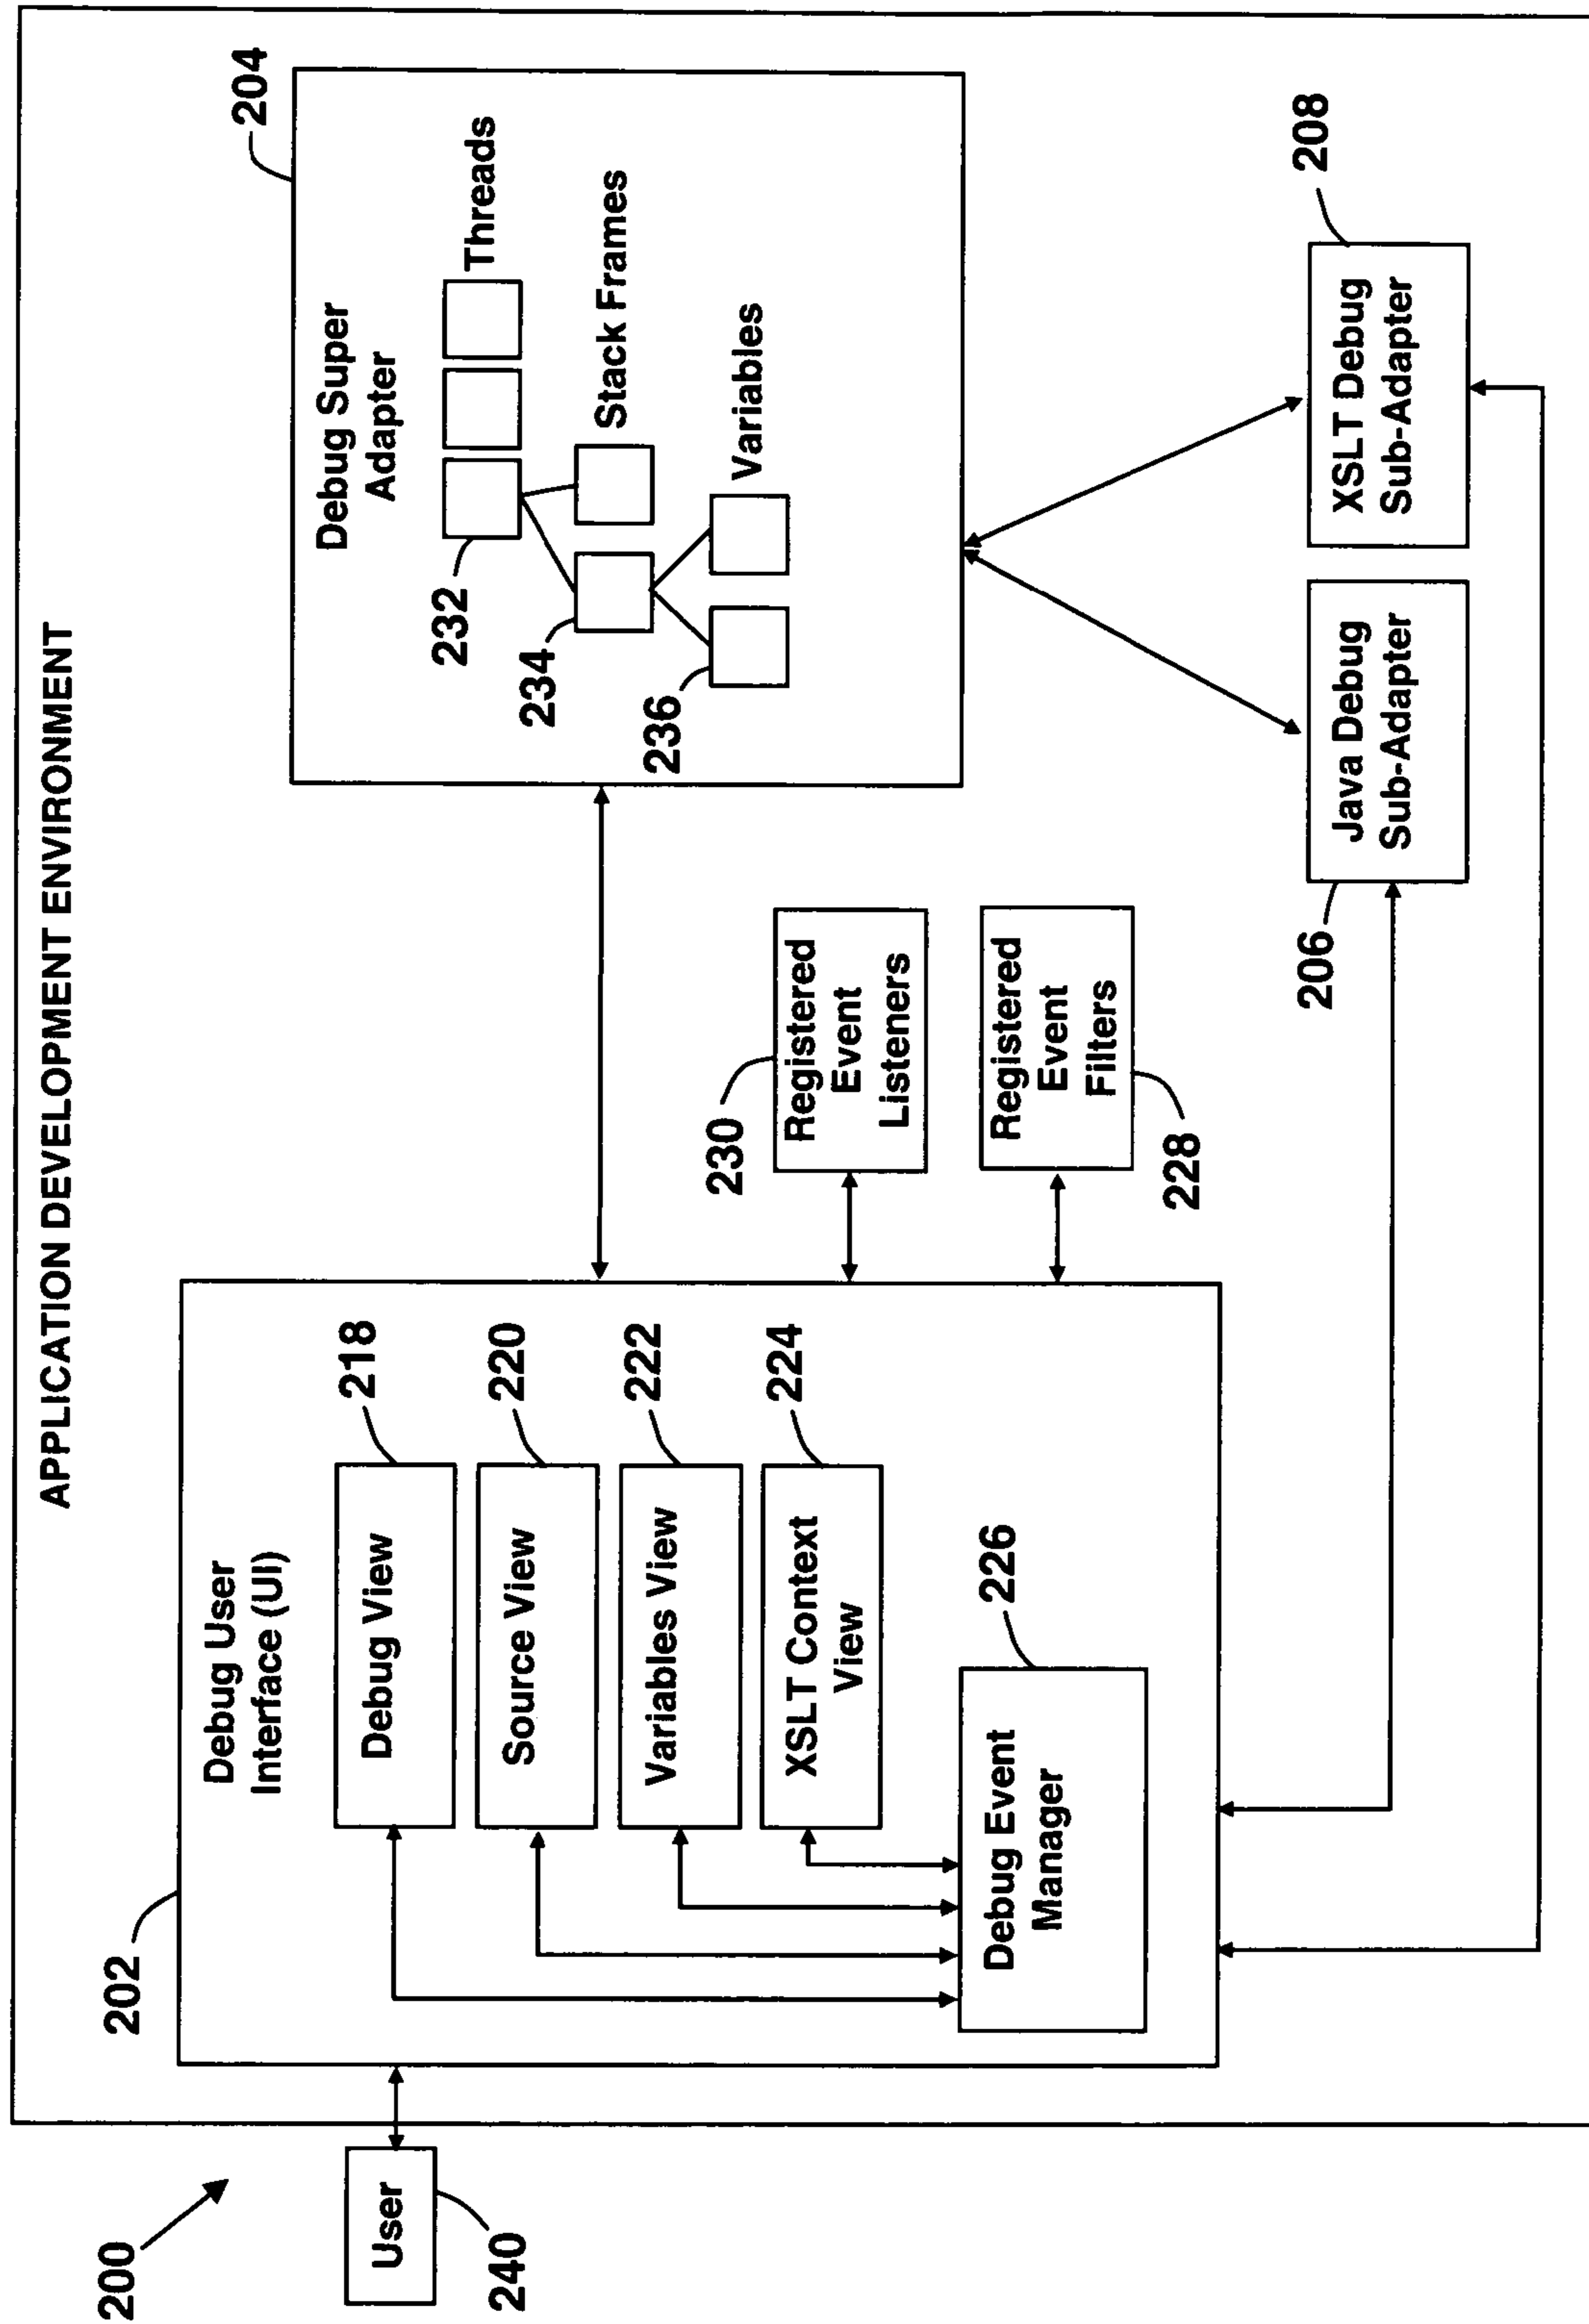 APPLICATION DEVELOPMENT ENVIRONMENT
200
User
240
202
Debug User
Interface (UI)
Debug View
218
Source View
220
Variables View
222
XSLT Context
View
224
Debug Event
Manager
226
230
Registered
Event
Listeners
Registered
Event
Filters
228
204
Debug Super
Adapter
232
Threads
234
Stack Frames
236
Variables
206
Java Debug
Sub-Adapter
208
XSLT Debug
Sub-Adapter